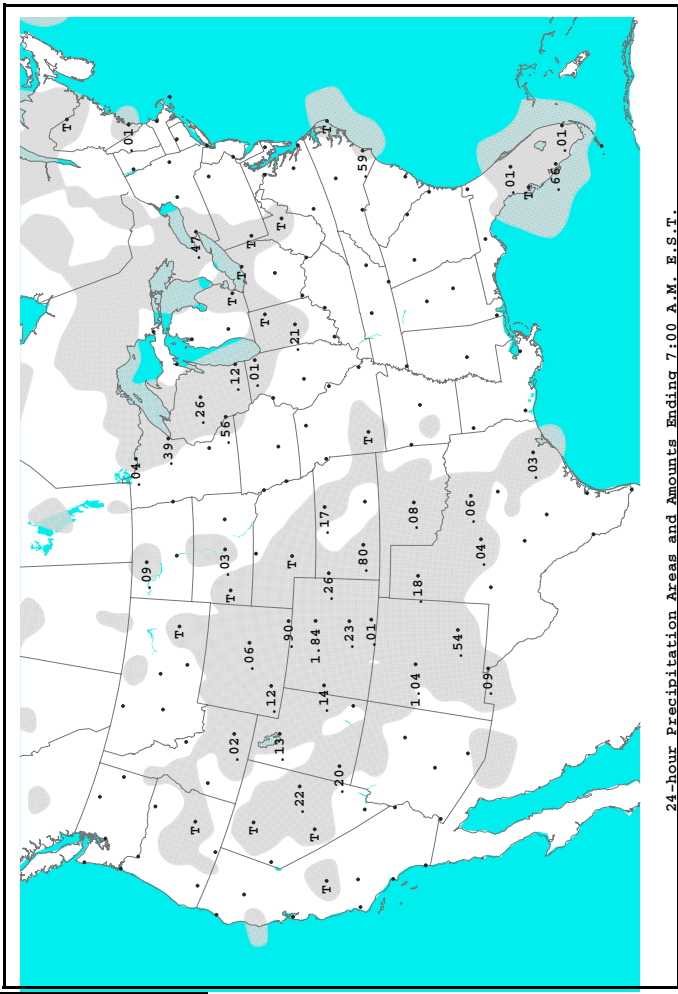 T
.01
.04
.09
.39
T
.47
T
.26
.03
.56
T
T
.12
.02
T
.06
T
T
.01
T
.12
.13
T
.90
T
.21
.22
T
1.84
.14
.17
T
T
.26
.20
.23
.59
.80
T
.01
.08
1.04
.18
.54
.06
.04
.09
.01
T
.03
.66
.01
24-hour Precipitation Areas and Amounts Ending 7:00 A.M. E.S.T.